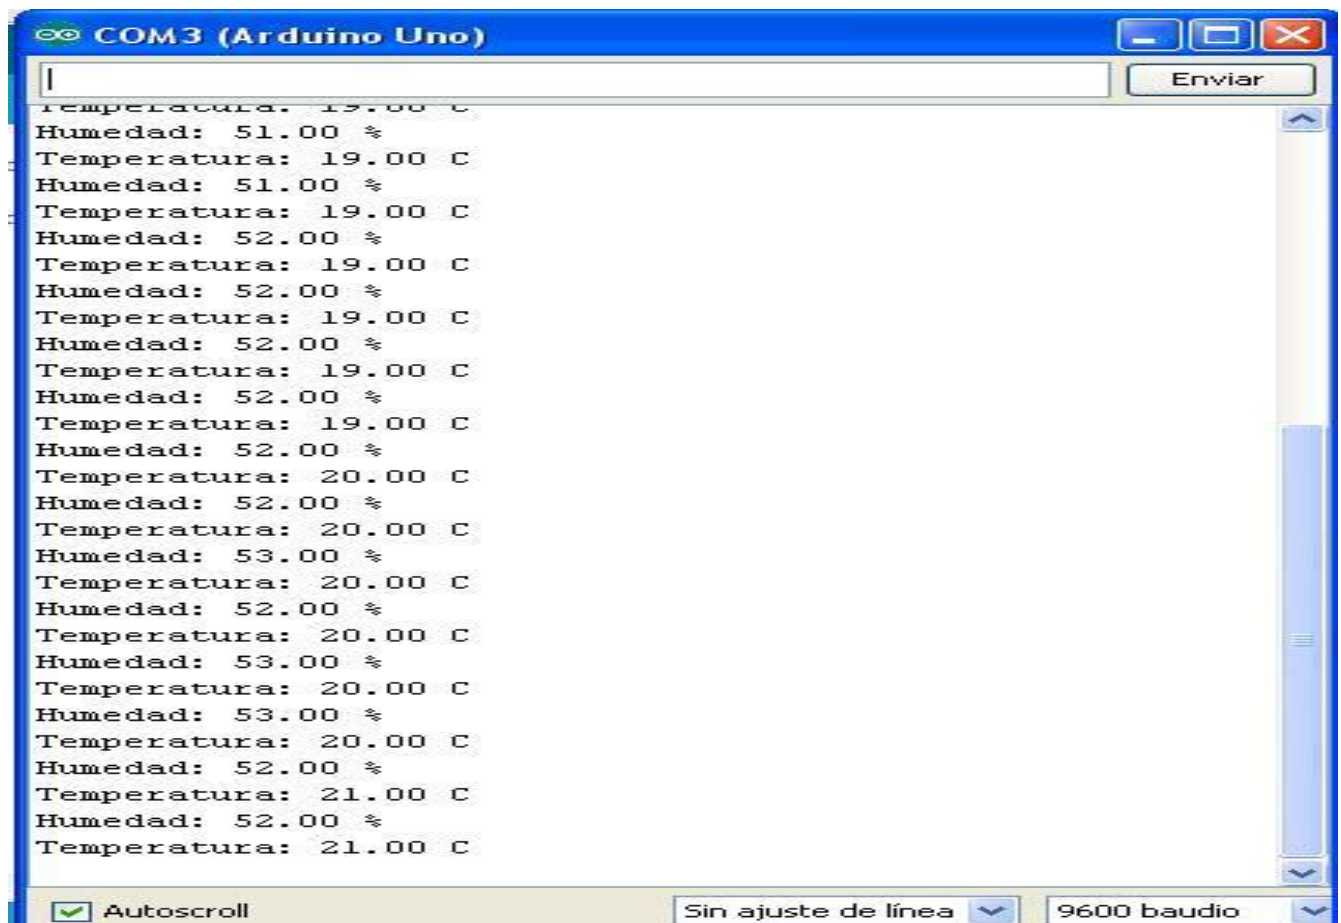 COM3 (Arduino Uno)
Enviar
Temperatura: 19.00 C
Humedad: 51.00 %
Temperatura: 19.00 C
Humedad: 51.00 %
Temperatura: 19.00 C
Humedad: 52.00 %
Temperatura: 19.00 C
Humedad: 52.00 %
Temperatura: 19.00 C
Humedad: 52.00 %
Temperatura: 19.00 C
Humedad: 52.00 %
Temperatura: 19.00 C
Humedad: 52.00 %
Temperatura: 20.00 C
Humedad: 52.00 %
Temperatura: 20.00 C
Humedad: 53.00 %
Temperatura: 20.00 C
Humedad: 52.00 %
Temperatura: 20.00 C
Humedad: 53.00 %
Temperatura: 20.00 C
Humedad: 53.00 %
Temperatura: 20.00 C
Humedad: 52.00 %
Temperatura: 21.00 C
Humedad: 52.00 %
Temperatura: 21.00 C
Autoscroll Sin ajuste de línea 9600 baudio